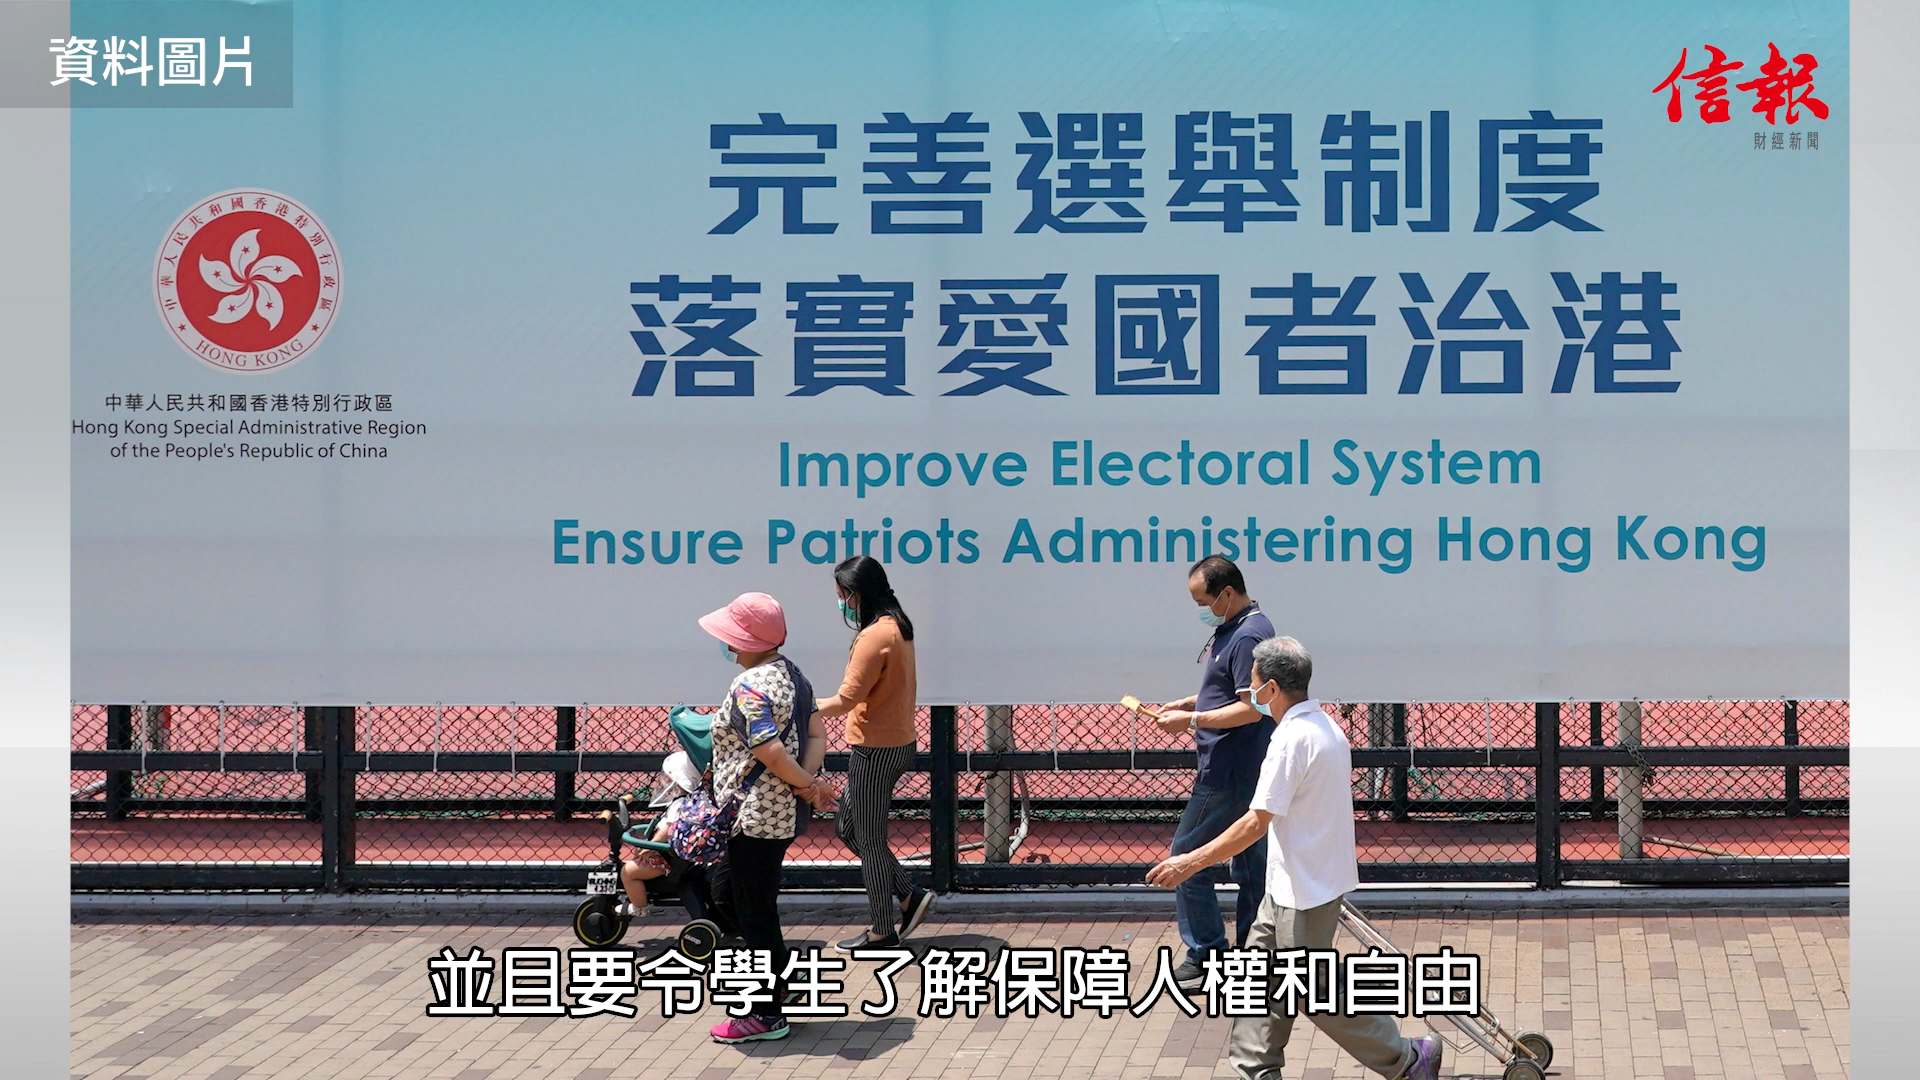 資料圖片
信報
財經新聞
完善選舉制度
落實愛國者治港
Improve Electoral System
Ensure Patriots Administering Hong Kong
中華人民共和國香港特別行政區
HONG KONG
中華人民共和國香港特別行政區
Hong Kong Special Administrative Region
of the People's Republic of China
並且要令學生了解保障人權和自由